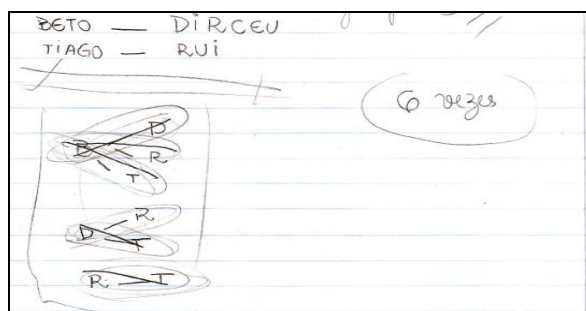 BETO — DIRCEU
TIAGO — RUI
6 vezes
D
B R
T
R
D T
R T